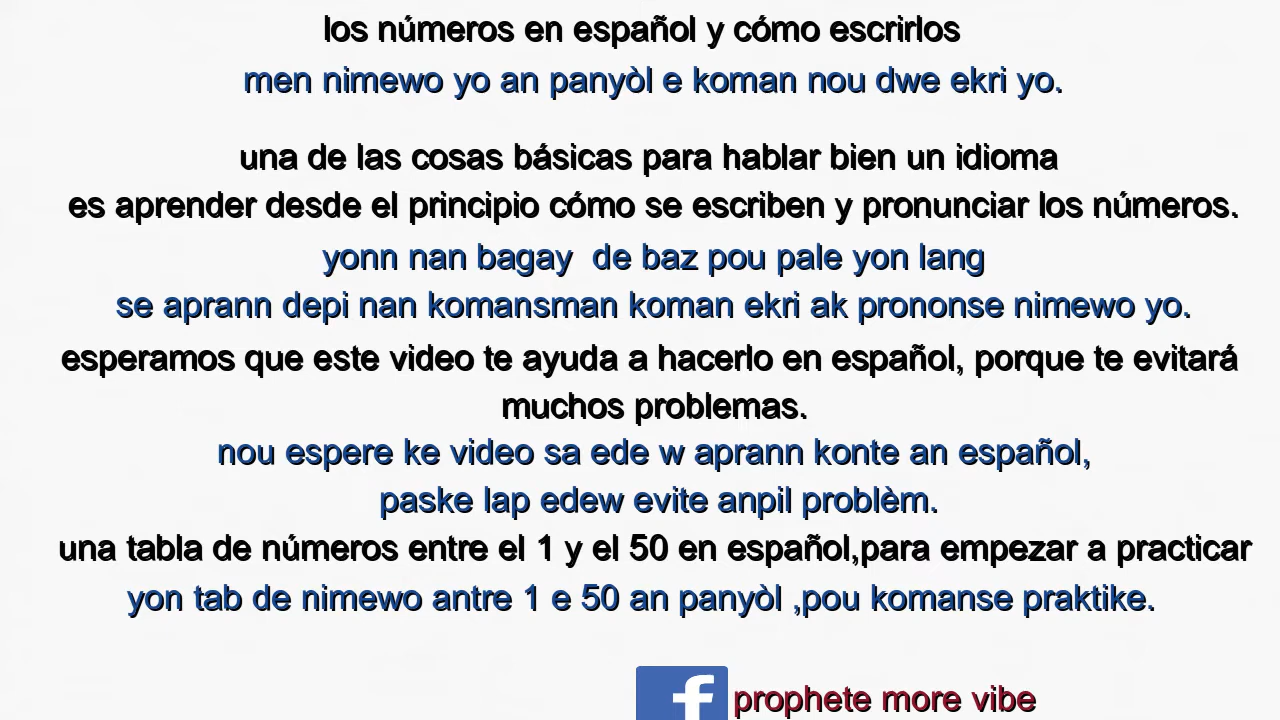 los números en español y cómo escrirlos
men nimewo yo an panyòl e koman nou dwe ekri yo.
una de las cosas básicas para hablar bien un idioma
es aprender desde el principio cómo se escriben y pronunciar los números.
yonn nan bagay  de baz pou pale yon lang
se aprann depi nan komansman koman ekri ak prononse nimewo yo.
esperamos que este video te ayuda a hacerlo en español, porque te evitará
muchos problemas.
nou espere ke video sa ede w aprann konte an español,
paske lap edew evite anpil problèm.
una tabla de números entre el 1 y el 50 en español,para empezar a practicar
yon tab de nimewo antre 1 e 50 an panyòl ,pou komanse praktike.
f prophete more vibe